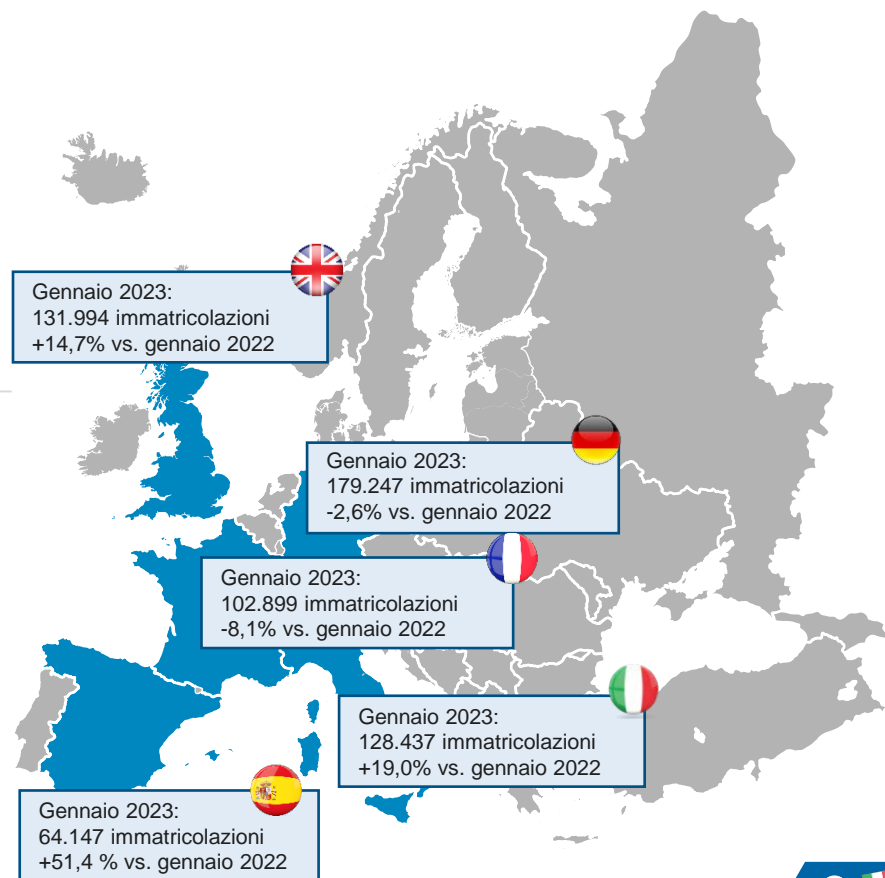 Gennaio 2023:
131.994 immatricolazioni
+14,7% vs. gennaio 2022
Gennaio 2023:
179.247 immatricolazioni
-2,6% vs. gennaio 2022
Gennaio 2023:
102.899 immatricolazioni
-8,1% vs. gennaio 2022
Gennaio 2023:
128.437 immatricolazioni
+19,0% vs. gennaio 2022
Gennaio 2023:
64.147 immatricolazioni
+51,4 % vs. gennaio 2022